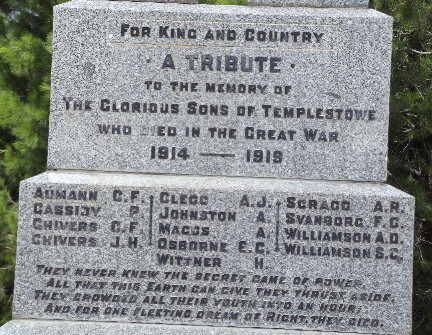 FOR KING AND COUNTRY
· A TRIBUTE ·
TO THE MEMORY OF
THE GLORIOUS SONS OF TEMPLESTOWE
WHO DIED IN THE GREAT WAR
1914 — 1919
AUMANN C.F. CLEGG A.J. SCRAGG A.R.
CASSIDY P. JOHNSTON A. SVANBORG F.G.
CHIVERS C.F. MAGGS A. WILLIAMSON A.D.
CHIVERS J.H. OSBORNE E.C. WILLIAMSON S.G.
WITTNER H.
THEY NEVER KNEW THE SECRET GAME OF POWER,
ALL THAT THIS EARTH CAN GIVE THEY THRUST ASIDE,
THEY CROWDED ALL THEIR YOUTH INTO AN HOUR,
AND FOR ONE FLEETING DREAM OF RIGHT, THEY DIED.